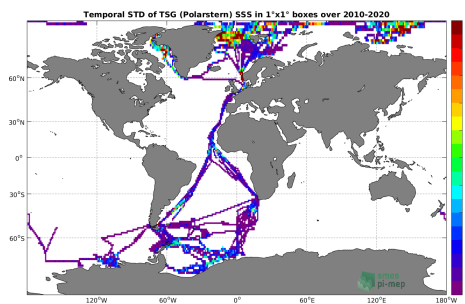 Temporal STD of TSG (Polarstern) SSS in 1°x1° boxes over 2010-2020
60°N
30°N
0°
30°S
60°S
120°W
60°W
0°
60°E
120°E
180°W
smos
pi-mep